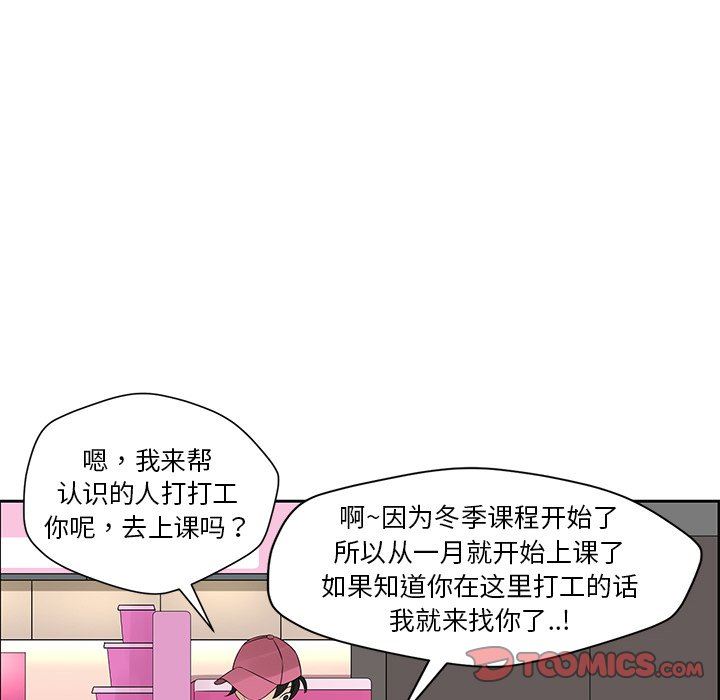 嗯，我来帮
认识的人打打工
你呢，去上课吗？
啊~因为冬季课程开始了
所以从一月就开始上课了
如果知道你在这里打工的话
我就来找你了..!
TOOMICS.COM